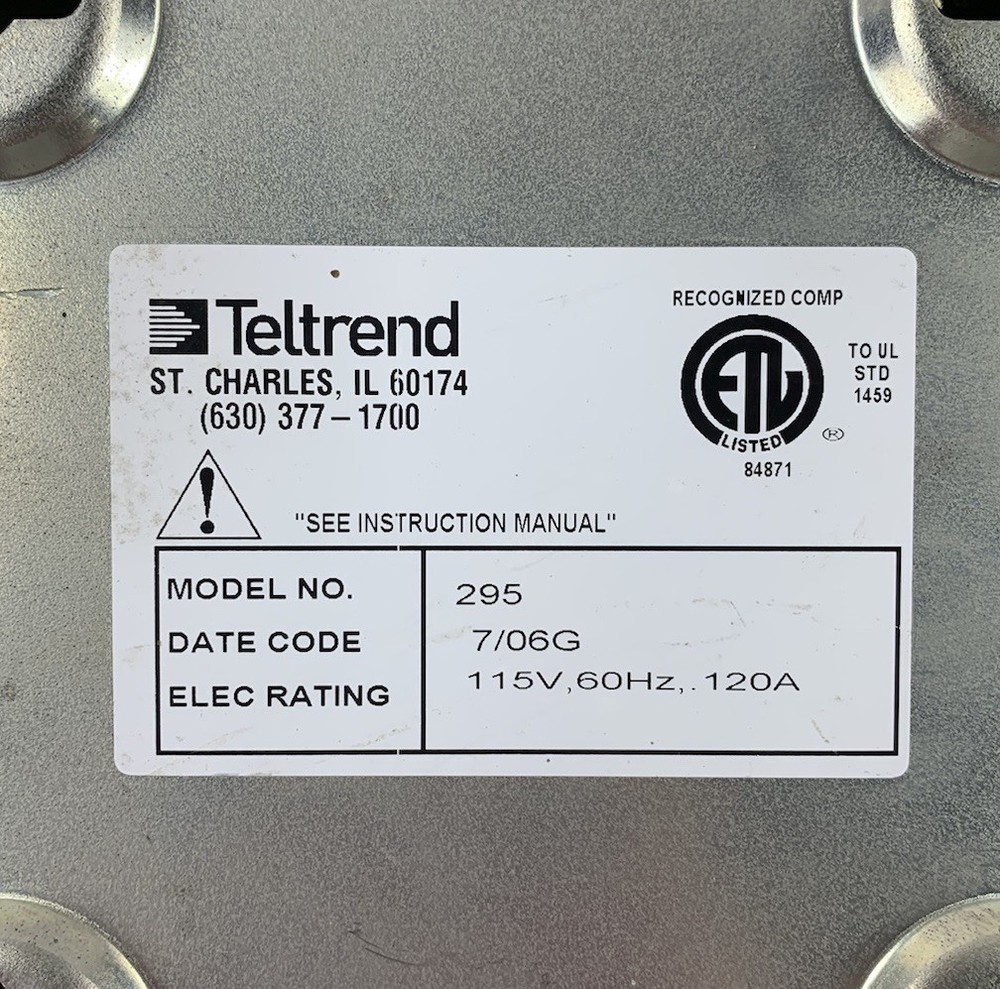 Teltrend
ST. CHARLES, IL 60174
(630) 377-1700
RECOGNIZED COMP
ETL
LISTED
®
84871
TO UL
STD
1459
!
"SEE INSTRUCTION MANUAL"
MODEL NO. 295
DATE CODE 7/06G
ELEC RATING 115V,60Hz,.120A